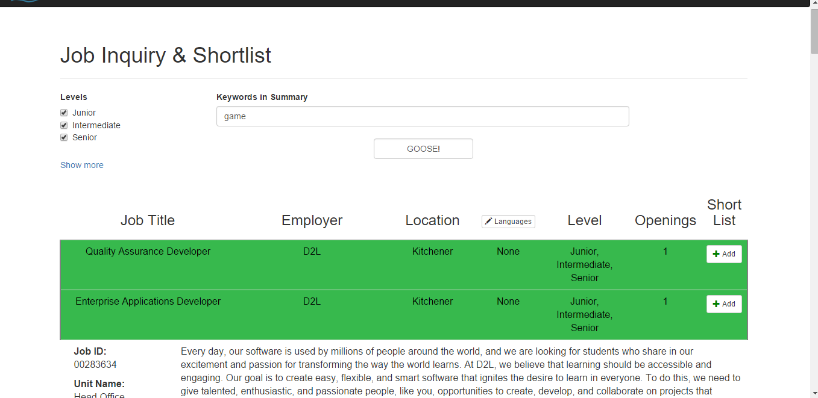 Job Inquiry & Shortlist
Levels
Keywords in Summary
Junior
Intermediate
Senior
game
GOOSE!
Show more
Job Title Employer Location Languages Level Openings Short List
Quality Assurance Developer D2L Kitchener None Junior, Intermediate, Senior 1 Add
Enterprise Applications Developer D2L Kitchener None Junior, Intermediate, Senior 1 Add
Job ID:
00283634
Unit Name:
Head Office
Every day, our software is used by millions of people around the world, and we are looking for students who share in our
excitement and passion for transforming the way the world learns. At D2L, we believe that learning should be accessible and
engaging. Our goal is to create easy, flexible, and smart software that ignites the desire to learn in everyone. To do this, we need to
give talented, enthusiastic, and passionate people, like you, opportunities to create, develop, and collaborate on projects that